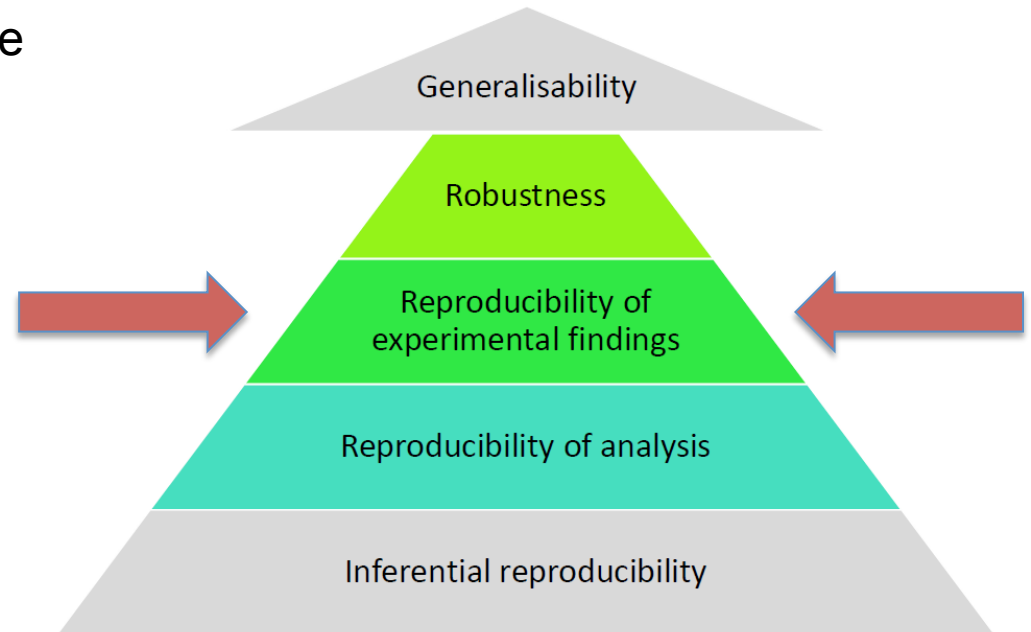 Generalisability
Robustness
Reproducibility of
experimental findings
Reproducibility of analysis
Inferential reproducibility